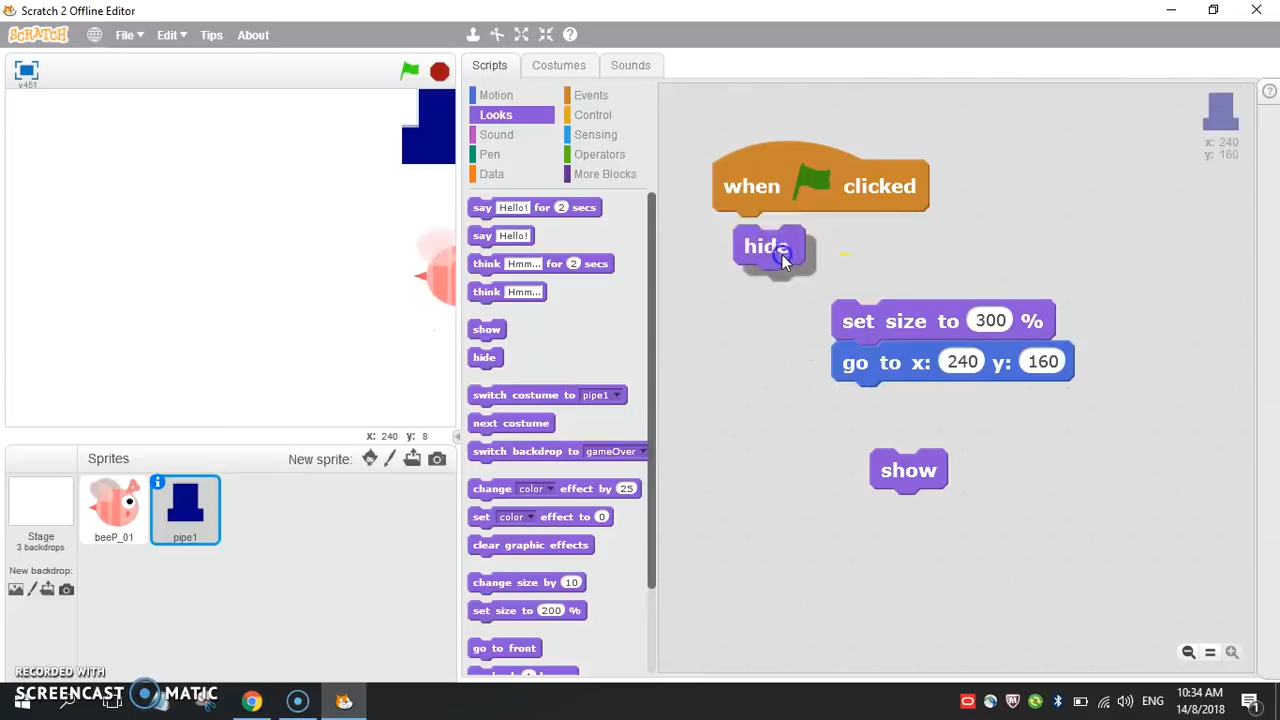 Scratch 2 Offline Editor
SCRATCH File Edit Tips About
v461
Scripts Costumes Sounds
Motion Events
Looks Control
Sound Sensing
Pen Operators
Data More Blocks
say Hello! for 2 secs
say Hello!
think Hmm... for 2 secs
think Hmm...
show
hide
switch costume to pipe1
next costume
switch backdrop to gameOver
change color effect by 25
set color effect to 0
clear graphic effects
change size by 10
set size to 200 %
go to front
when clicked
hide
set size to 300 %
go to x: 240 y: 160
show
x: 240
y: 160
x: 240 y: 8
Sprites New sprite:
Stage
3 backdrops
New backdrop:
beeP_01
pipe1
RECORDED WITH
SCREENCAST MATIC
ENG
10:34 AM
14/8/2018